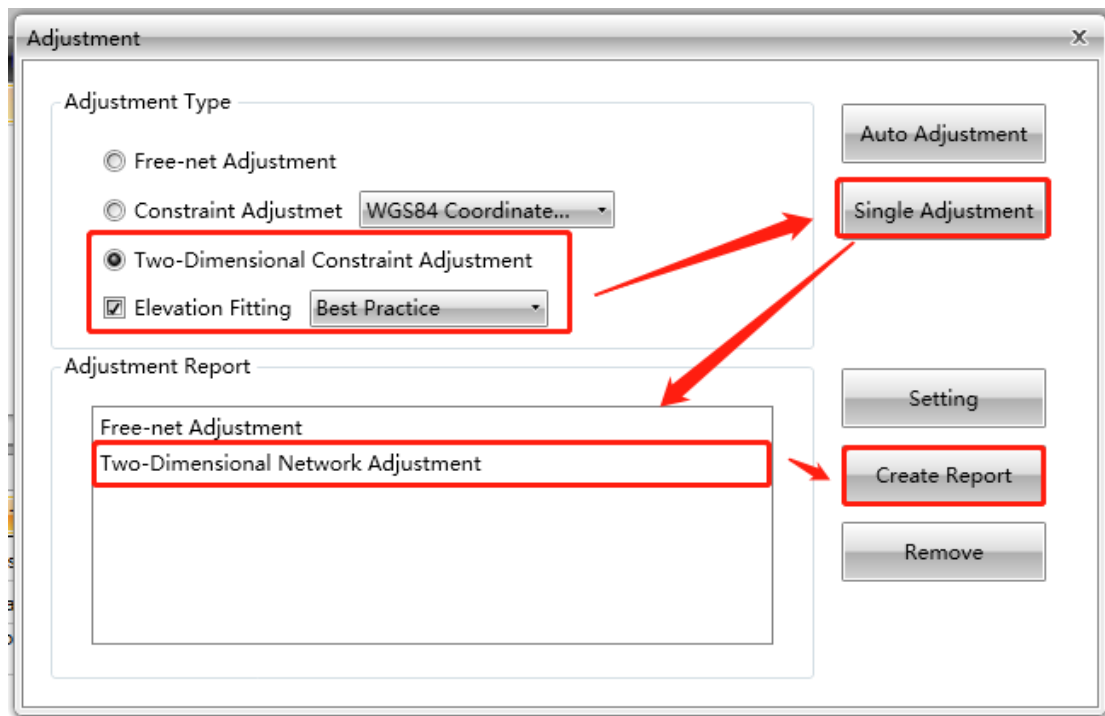 Adjustment
x
Adjustment Type
Free-net Adjustment
Constraint Adjustmet
WGS84 Coordinate...
Two-Dimensional Constraint Adjustment
Elevation Fitting
Best Practice
Auto Adjustment
Single Adjustment
Adjustment Report
Free-net Adjustment
Two-Dimensional Network Adjustment
Setting
Create Report
Remove